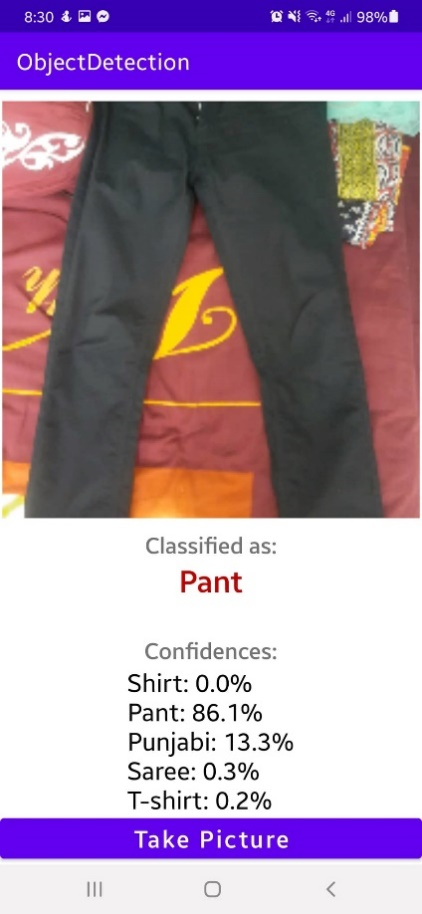 8:30
4G
98%
ObjectDetection
Classified as:
Pant
Confidences:
Shirt: 0.0%
Pant: 86.1%
Punjabi: 13.3%
Saree: 0.3%
T-shirt: 0.2%
Take Picture